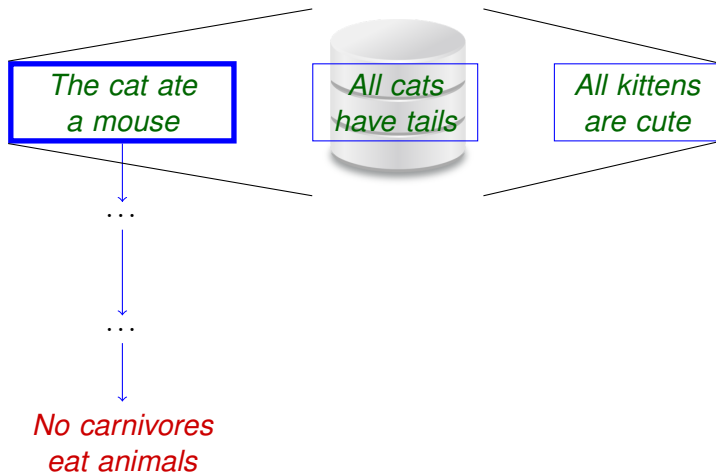 The cat ate
a mouse
All cats
have tails
All kittens
are cute
...
...
No carnivores
eat animals